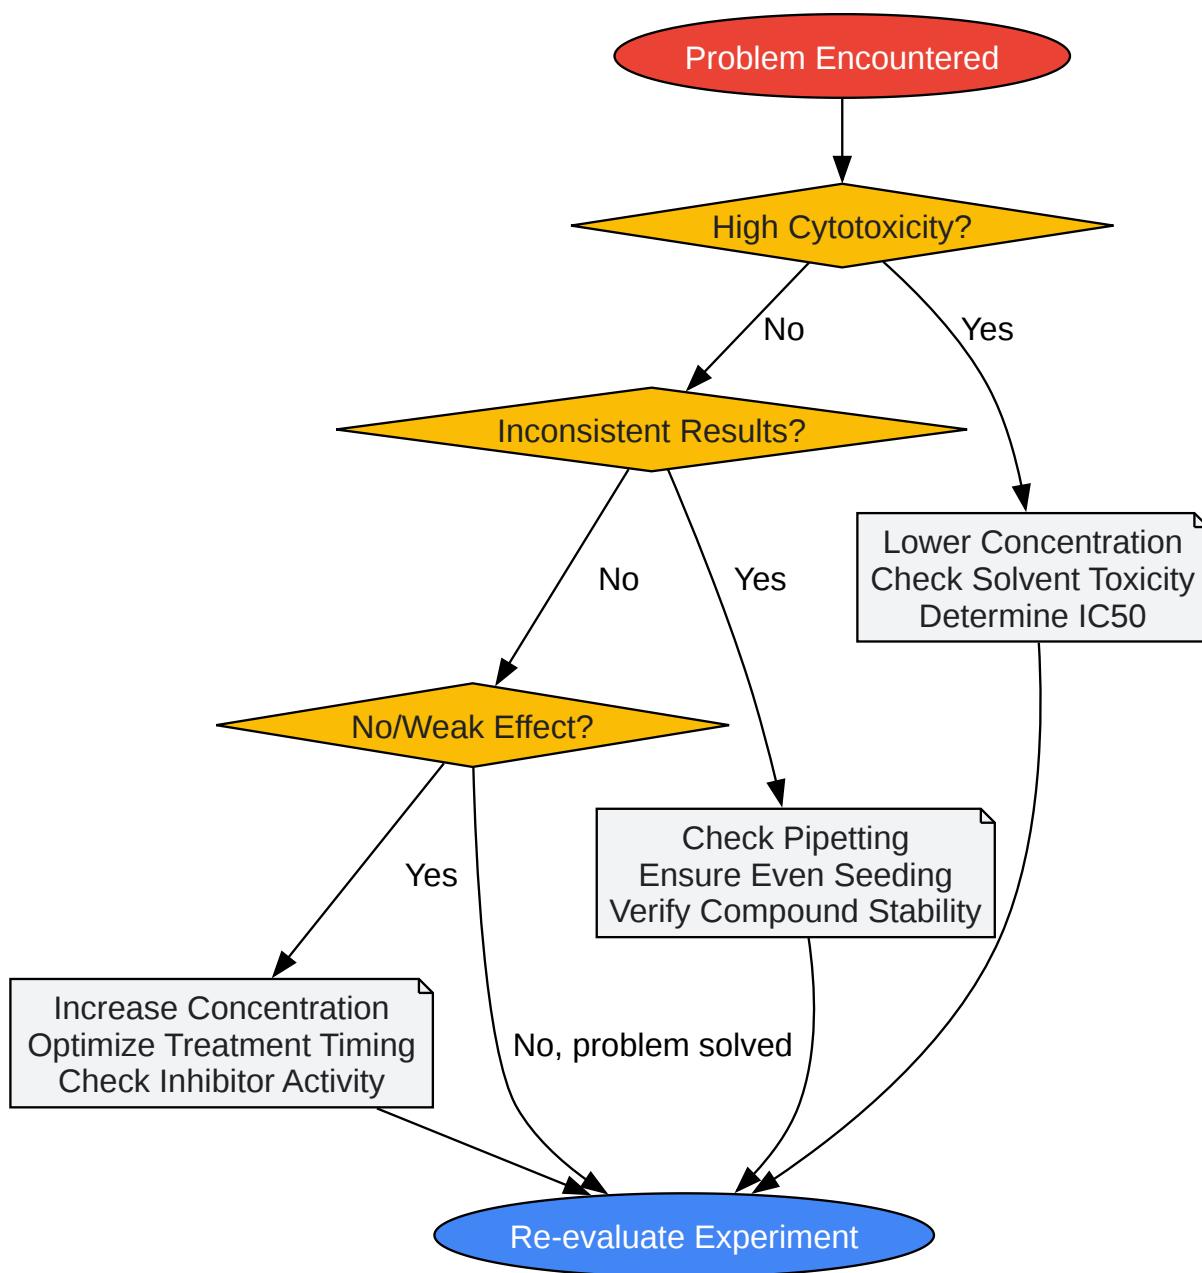 Problem Encountered
High Cytotoxicity?
No
Yes
Inconsistent Results?
Lower Concentration
Check Solvent Toxicity
Determine IC50
No
Yes
No/Weak Effect?
Check Pipetting
Ensure Even Seeding
Verify Compound Stability
Yes
Increase Concentration
Optimize Treatment Timing
Check Inhibitor Activity
No, problem solved
Re-evaluate Experiment